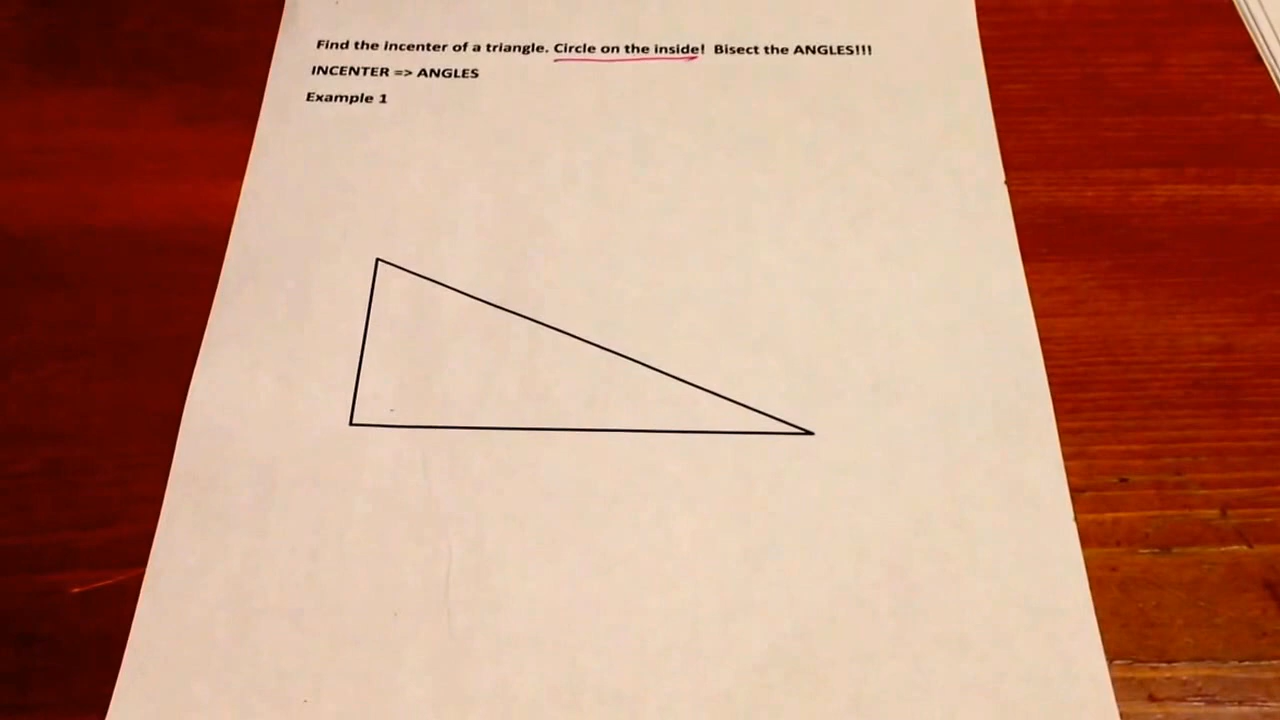 Find the incenter of a triangle. Circle on the inside! Bisect the ANGLES!!!
INCENTER => ANGLES
Example 1